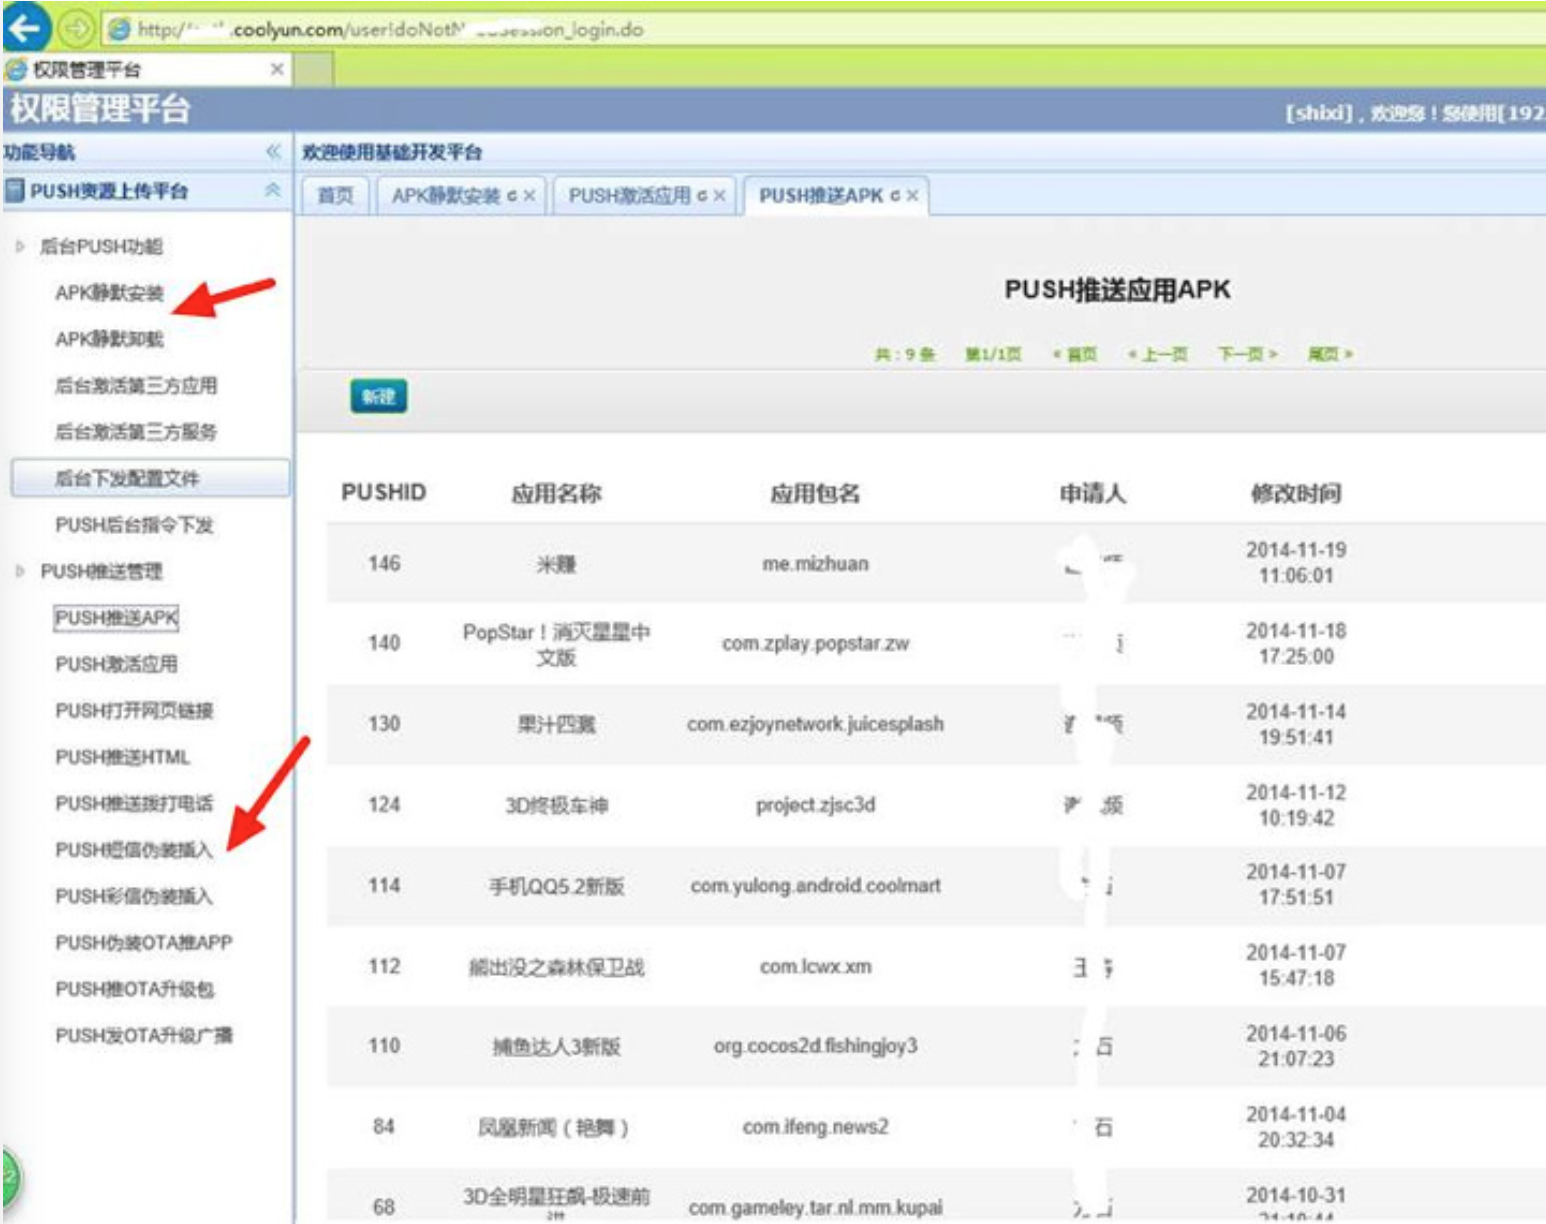 .coolyun.com/user!doNotN
ion_login.do
权限管理平台
权限管理平台
[shixi]，欢迎您！您使用[192
功能导航
欢迎使用基础开发平台
PUSH资源上传平台
首页 APK静默安装 PUSH激活应用 PUSH推送APK
后台PUSH功能
APK静默安装
APK静默卸载
后台激活第三方应用
后台激活第三方服务
后台下发配置文件
PUSH后台指令下发
PUSH推送管理
PUSH推送APK
PUSH激活应用
PUSH打开网页链接
PUSH推送HTML
PUSH推送拨打电话
PUSH短信伪装插入
PUSH彩信伪装插入
PUSH伪装OTA推APP
PUSH推OTA升级包
PUSH发OTA升级广播
PUSH推送应用APK
共：9 条 第1/1页 « 首页 « 上一页 下一页 » 尾页 »
新建
PUSHID 应用名称 应用包名 申请人 修改时间
146 米赚 me.mizhuan 2014-11-19
11:06:01
140 PopStar！消灭星星中
文版 com.zplay.popstar.zw 2014-11-18
17:25:00
130 果汁四溅 com.ezjoynetwork.juicesplash 2014-11-14
19:51:41
124 3D终极车神 project.zjsc3d 2014-11-12
10:19:42
114 手机QQ5.2新版 com.yulong.android.coolmart 2014-11-07
17:51:51
112 熊出没之森林保卫战 com.lcwx.xm 2014-11-07
15:47:18
110 捕鱼达人3新版 org.cocos2d.fishingjoy3 石 2014-11-06
21:07:23
84 凤凰新闻（艳舞） com.ifeng.news2 石 2014-11-04
20:32:34
68 3D全明星狂飙-极速前 com.gameley.tar.nl.mm.kupai 2014-10-31